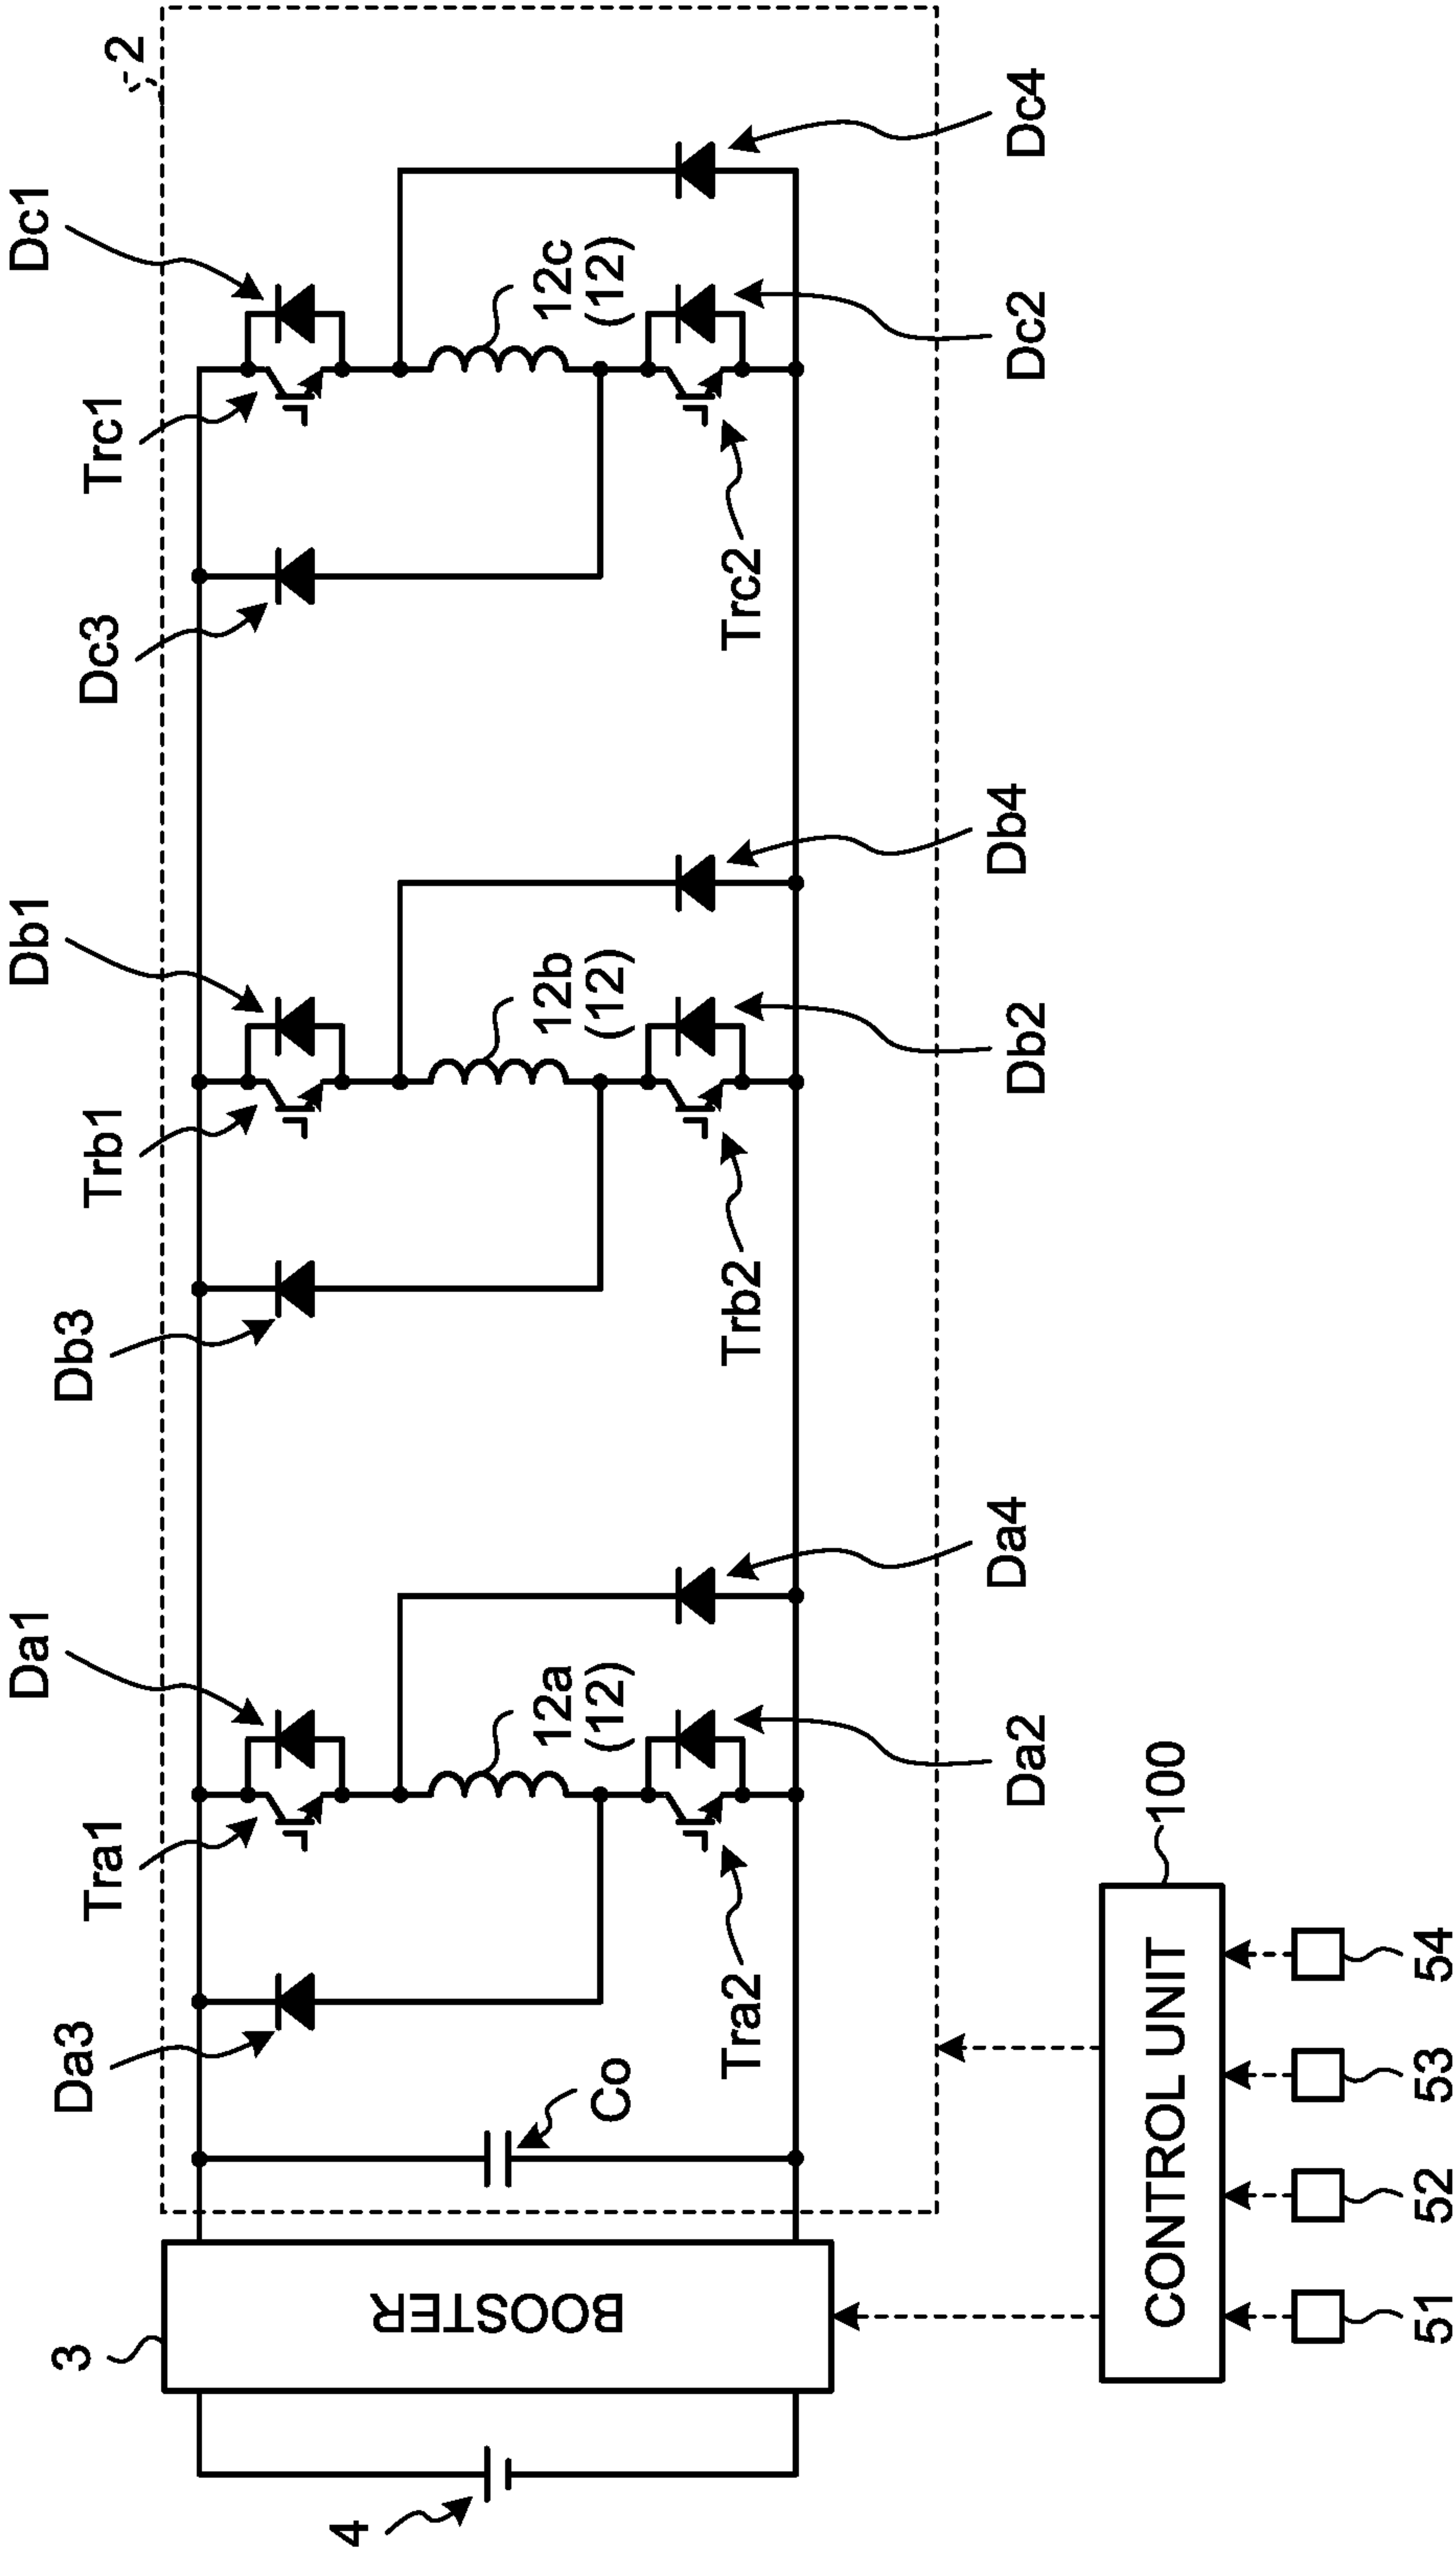 2
Da1
Db1
Dc1
Tra1
Trb1
Trc1
Da3
Db3
Dc3
3
BOOSTER
4
Co
12a
(12)
12b
(12)
12c
(12)
Tra2
Trb2
Trc2
Da2
Da4
Db2
Db4
Dc2
Dc4
CONTROL UNIT
100
51
52
53
54